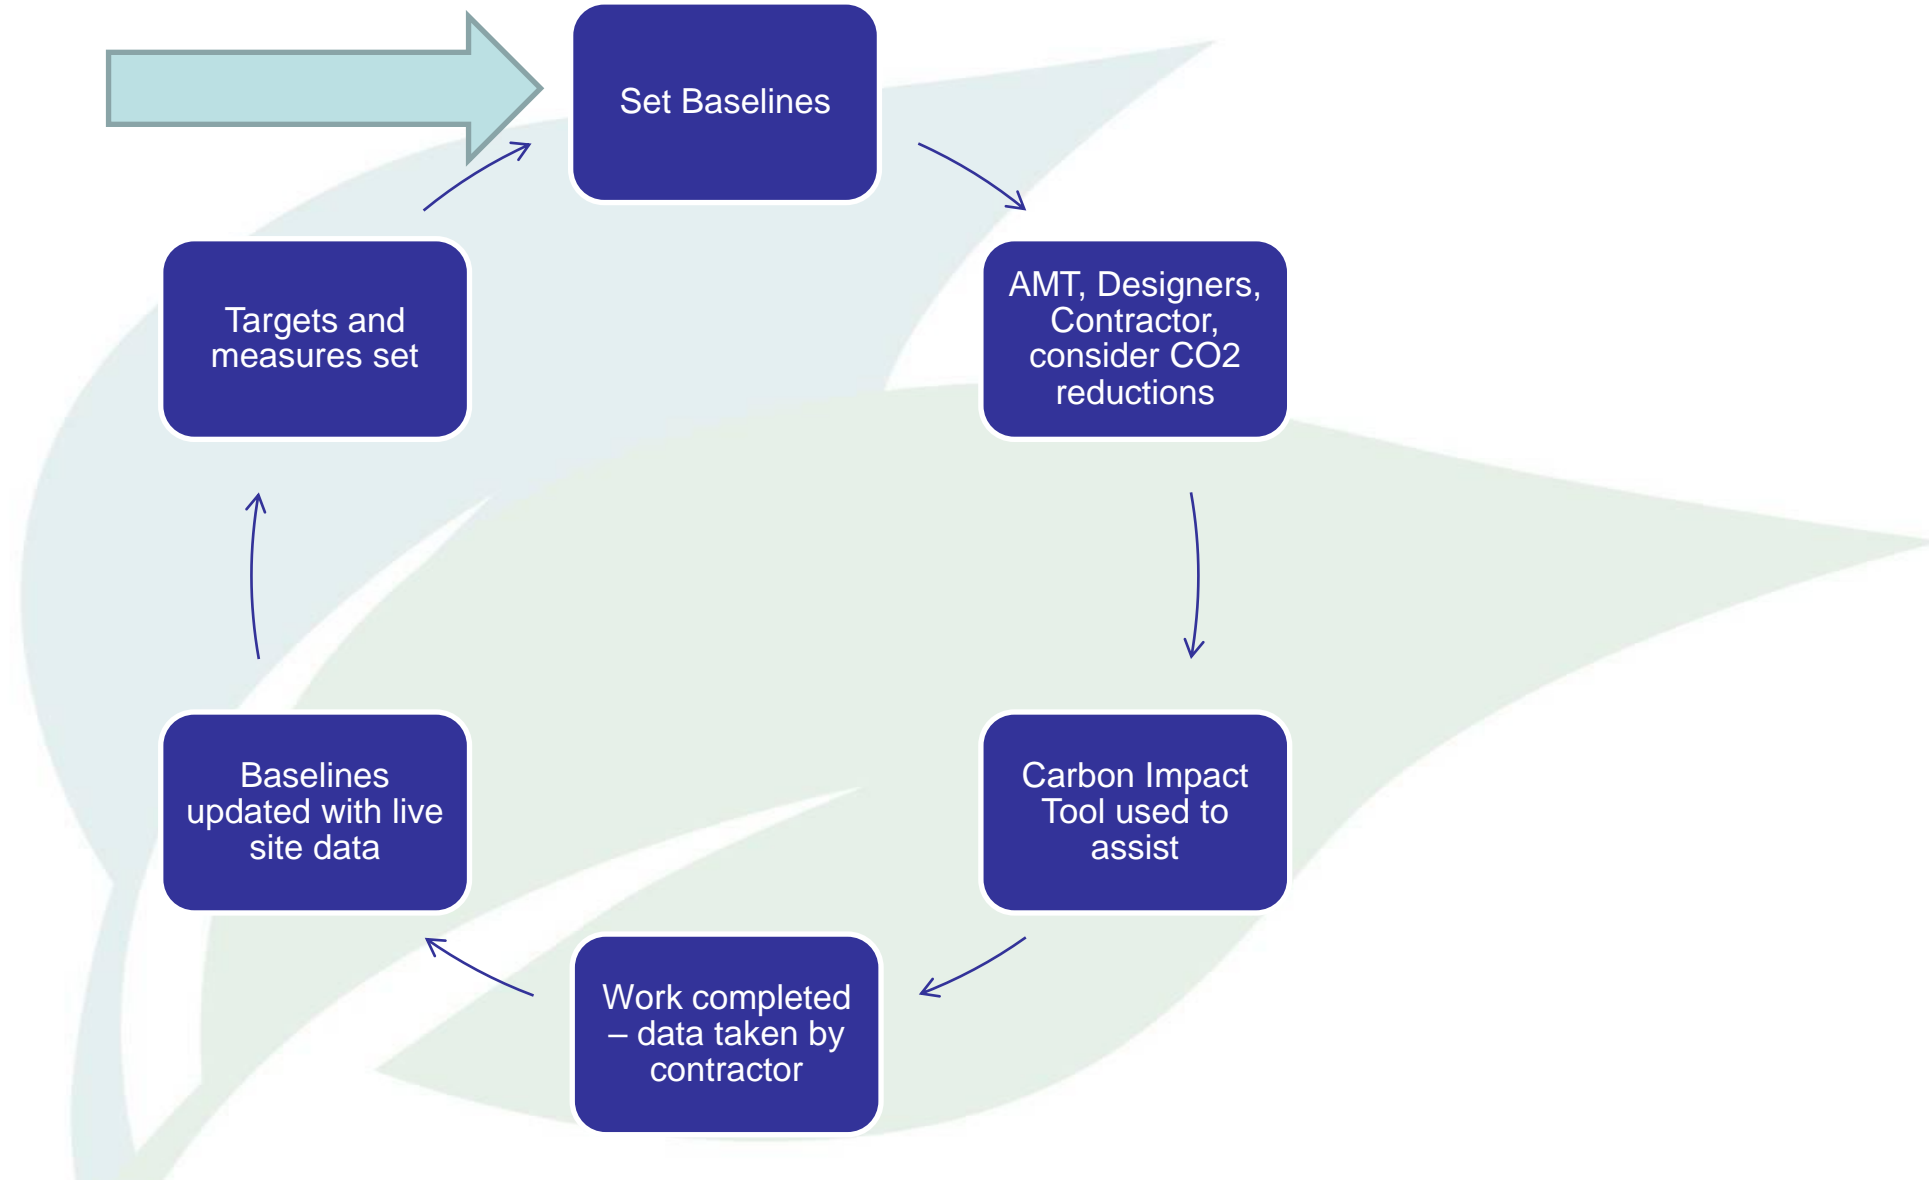 Set Baselines
AMT, Designers,
Contractor,
consider CO2
reductions
Carbon Impact
Tool used to
assist
Work completed
– data taken by
contractor
Baselines
updated with live
site data
Targets and
measures set